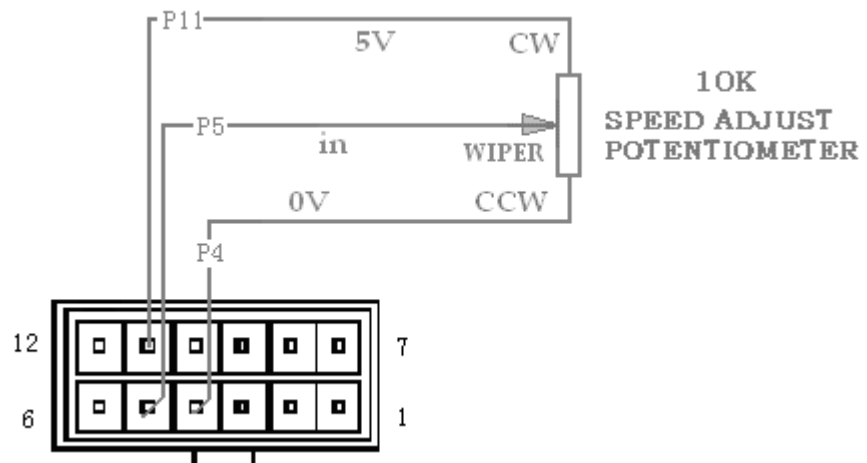 P11
5V
CW
10K
SPEED ADJUST
POTENTIOMETER
P5
in
WIPER
0V
CCW
P4
12
7
6
1